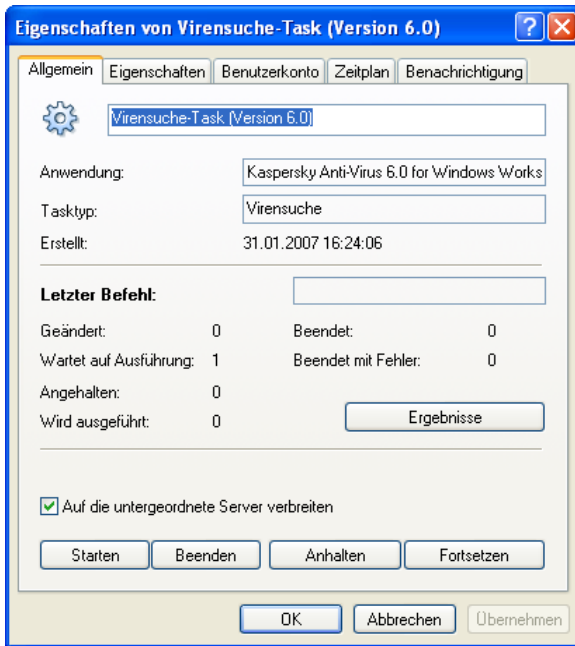 Eigenschaften von Virensuche-Task (Version 6.0)
Allgemein Eigenschaften Benutzerkonto Zeitplan Benachrichtigung
Virensuche-Task (Version 6.0)
Anwendung: Kaspersky Anti-Virus 6.0 for Windows Works
Tasktyp: Virensuche
Erstellt: 31.01.2007 16:24:06
Letzter Befehl:
Geändert: 0 Beendet: 0
Wartet auf Ausführung: 1 Beendet mit Fehler: 0
Angehalten: 0
Wird ausgeführt: 0 Ergebnisse
Auf die untergeordnete Server verbreiten
Starten Beenden Anhalten Fortsetzen
OK Abbrechen Übernehmen